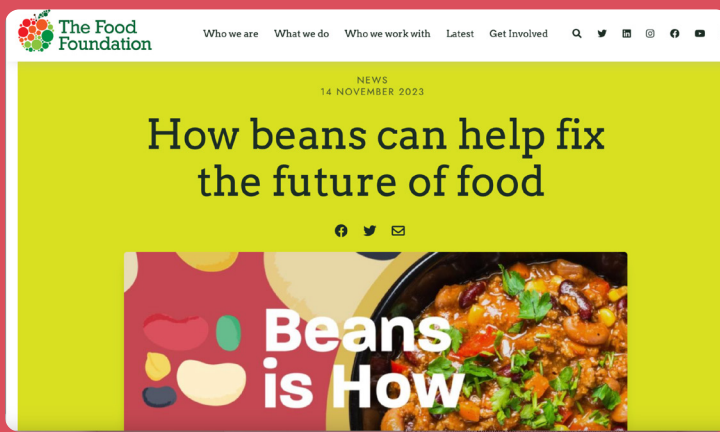 The Food
Foundation
Who we are What we do Who we work with Latest Get Involved
NEWS
14 NOVEMBER 2023
How beans can help fix
the future of food
Beans
is How